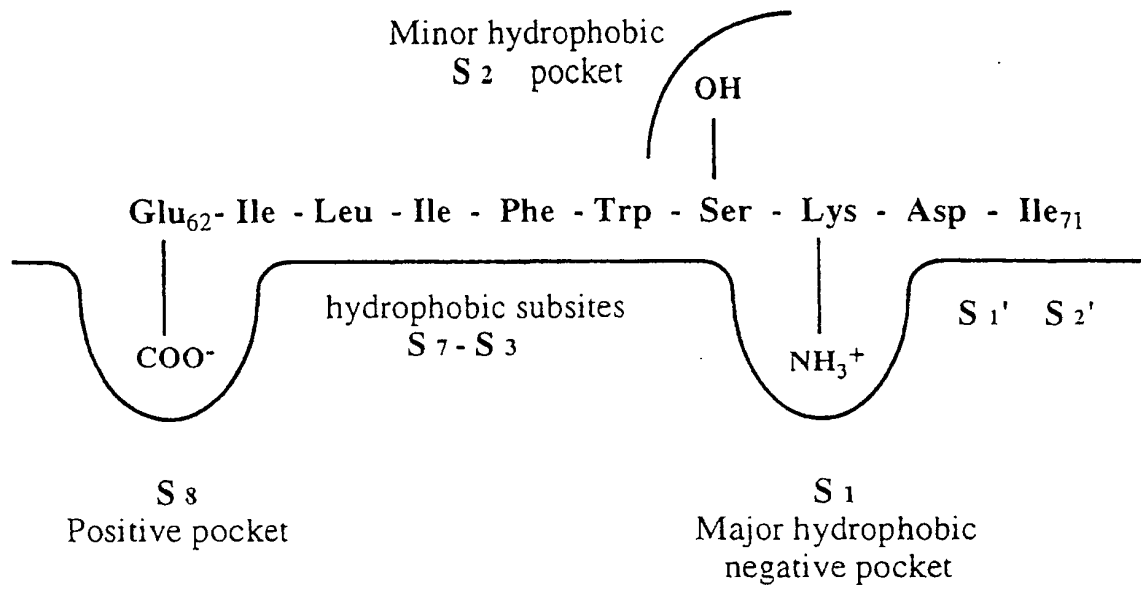 Minor hydrophobic
S 2 pocket
OH
Glu62- Ile - Leu - Ile - Phe - Trp - Ser - Lys - Asp - Ile71
hydrophobic subsites
S 7 - S 3
S 1' S 2'
COO-
NH3+
S 8
Positive pocket
S 1
Major hydrophobic
negative pocket